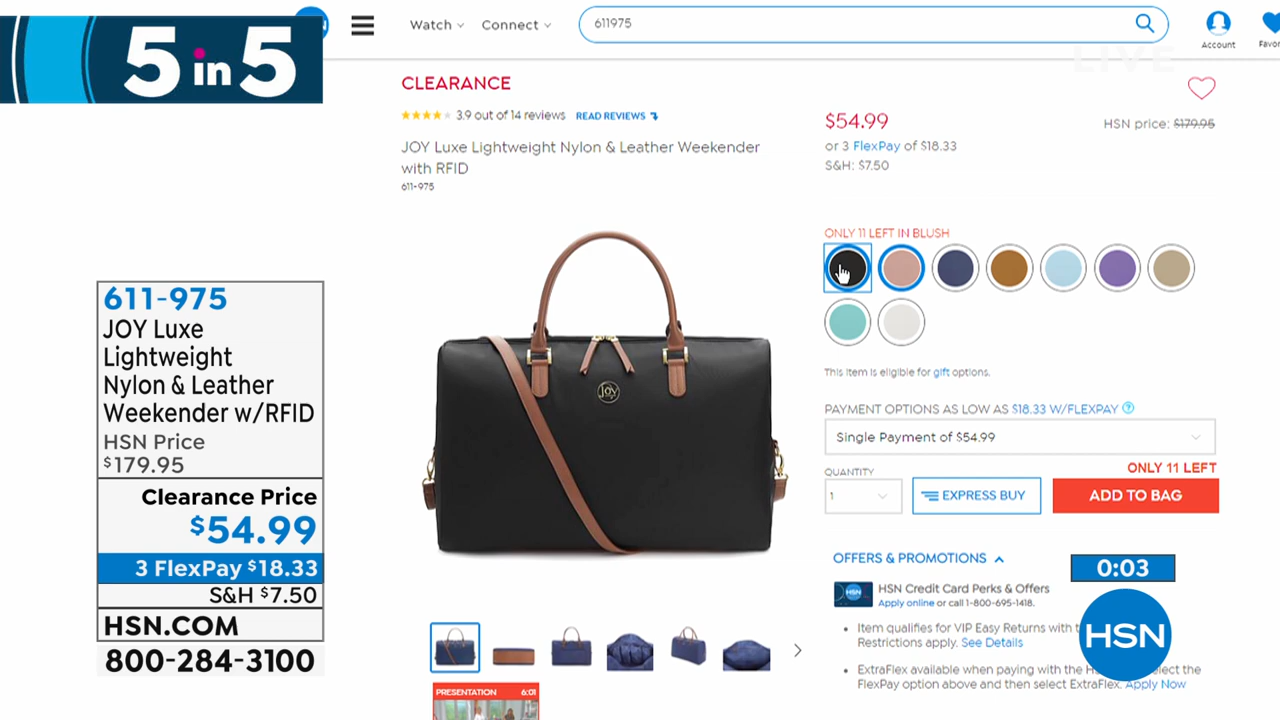 5 in 5
Watch
Connect
611975
Account
LIVE
CLEARANCE
3.9 out of 14 reviews READ REVIEWS
JOY Luxe Lightweight Nylon & Leather Weekender
with RFID
611-975
$54.99
HSN price: $179.95
or 3 FlexPay of $18.33
S&H: $7.50
ONLY 11 LEFT IN BLUSH
This item is eligible for gift options.
PAYMENT OPTIONS AS LOW AS $18.33 W/FLEXPAY ?
Single Payment of $54.99
ONLY 11 LEFT
QUANTITY
1
EXPRESS BUY
ADD TO BAG
OFFERS & PROMOTIONS
HSN
HSN Credit Card Perks & Offers
Apply online or call 1-800-695-1418.
Item qualifies for VIP Easy Returns with
Restrictions apply. See Details
ExtraFlex available when paying with the
the
FlexPay option above and then select ExtraFlex. Apply Now
0:03
HSN
Joy
PRESENTATION 6:01
611-975
JOY Luxe
Lightweight
Nylon & Leather
Weekender w/RFID
HSN Price
$179.95
Clearance Price
$54.99
3 FlexPay $18.33
S&H $7.50
HSN.COM
800-284-3100